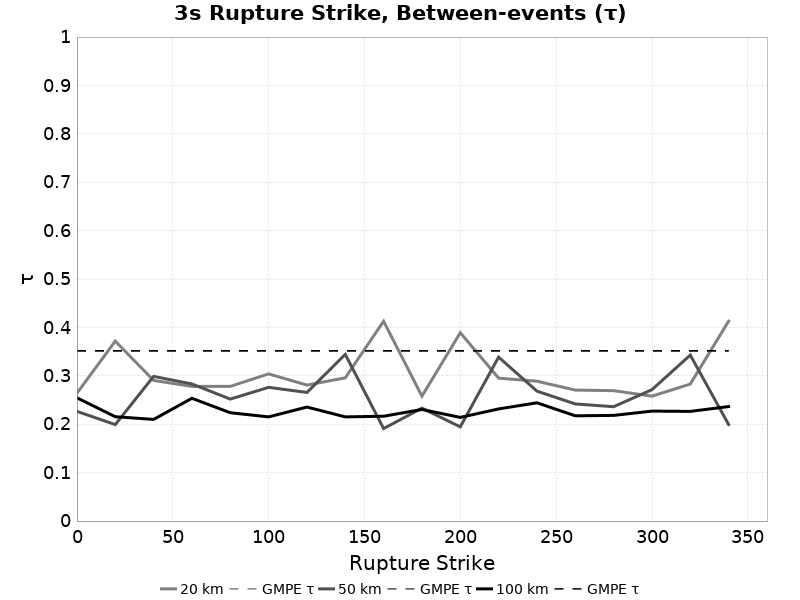 3s Rupture Strike, Between-events (τ)
1
0.9
0.8
0.7
0.6
0.5
0.4
0.3
0.2
0.1
0
τ
0 50 100 150 200 250 300 350
Rupture Strike
20 km GMPE τ 50 km GMPE τ 100 km GMPE τ